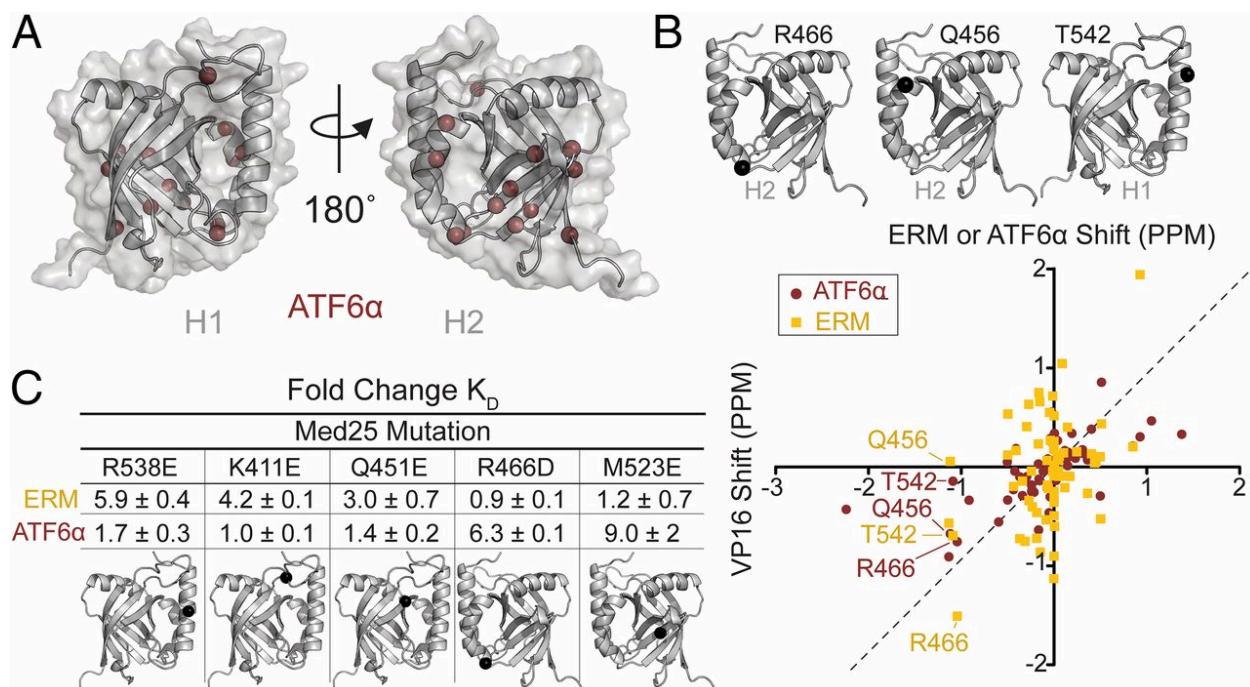 A
180°
ATF6α
H1
H2
B
R466
Q456
T542
H2
H2
H1
ERM or ATF6α Shift (PPM)
ATF6α
ERM
VP16 Shift (PPM)
2
1
-3
-2
-1
1
2
-1
-2
Q456
T542
Q456
T542
R466
R466
C
Fold Change KD
Med25 Mutation
R538E K411E Q451E R466D M523E
ERM 5.9 ± 0.4 4.2 ± 0.1 3.0 ± 0.7 0.9 ± 0.1 1.2 ± 0.7
ATF6α 1.7 ± 0.3 1.0 ± 0.1 1.4 ± 0.2 6.3 ± 0.1 9.0 ± 2